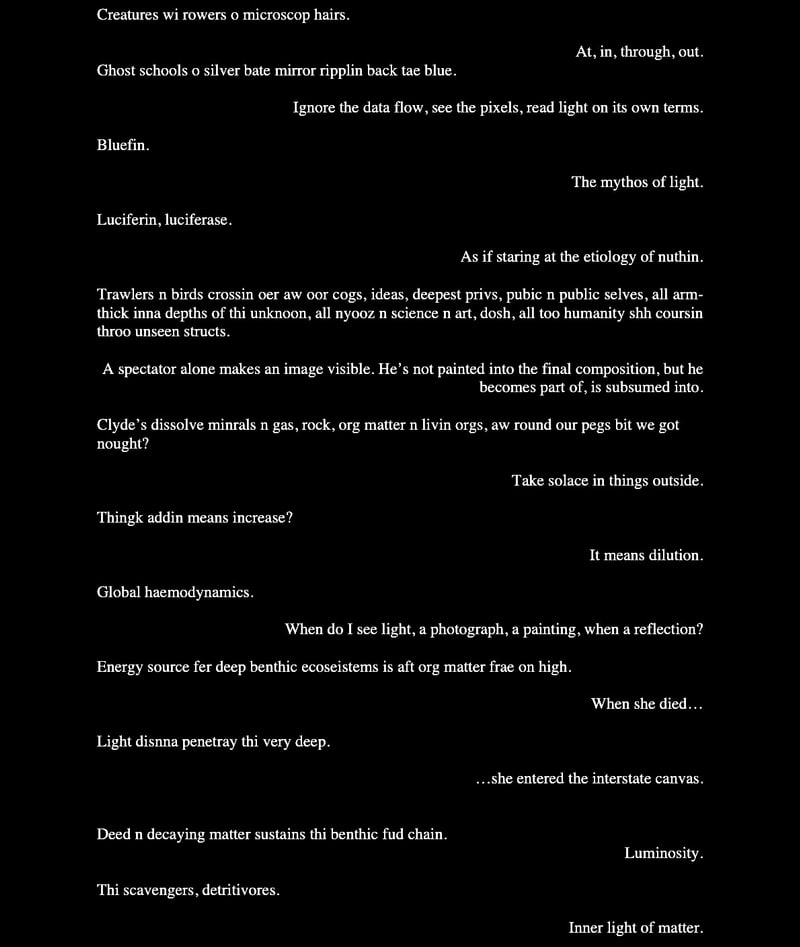 Creatures wi rowers o microscop hairs.
At, in, through, out.
Ghost schools o silver bate mirror ripplin back tae blue.
Ignore the data flow, see the pixels, read light on its own terms.
Bluefin.
The mythos of light.
Luciferin, luciferase.
As if staring at the etiology of nuthin.
Trawlers n birds crossin oer aw oor cogs, ideas, deepest privs, pubic n public selves, all arm-
thick inna depths of thi unknoon, all nyooz n science n art, dosh, all too humanity shh coursin
throo unseen structs.
A spectator alone makes an image visible. He’s not painted into the final composition, but he
becomes part of, is subsumed into.
Clyde’s dissolve minrals n gas, rock, org matter n livin orgs, aw round our pegs bit we got
nought?
Take solace in things outside.
Thingk addin means increase?
It means dilution.
Global haemodynamics.
When do I see light, a photograph, a painting, when a reflection?
Energy source fer deep benthic ecoseistems is aft org matter frae on high.
When she died…
Light disnna penetray thi very deep.
…she entered the interstate canvas.
Deed n decaying matter sustains thi benthic fud chain.
Luminosity.
Thi scavengers, detritivores.
Inner light of matter.